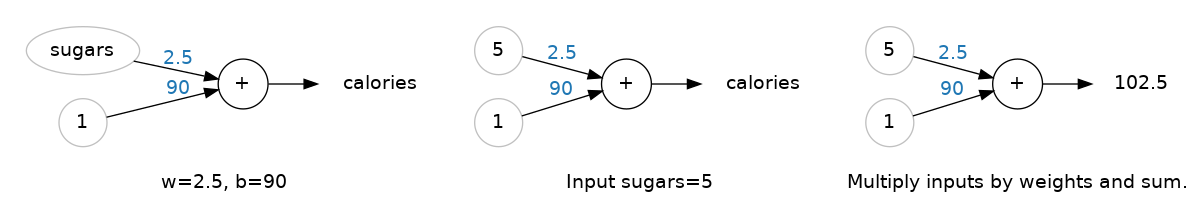 sugars
2.5
90
1
+
calories
w=2.5, b=90
5
2.5
90
1
+
calories
Input sugars=5
5
2.5
90
1
+
102.5
Multiply inputs by weights and sum.